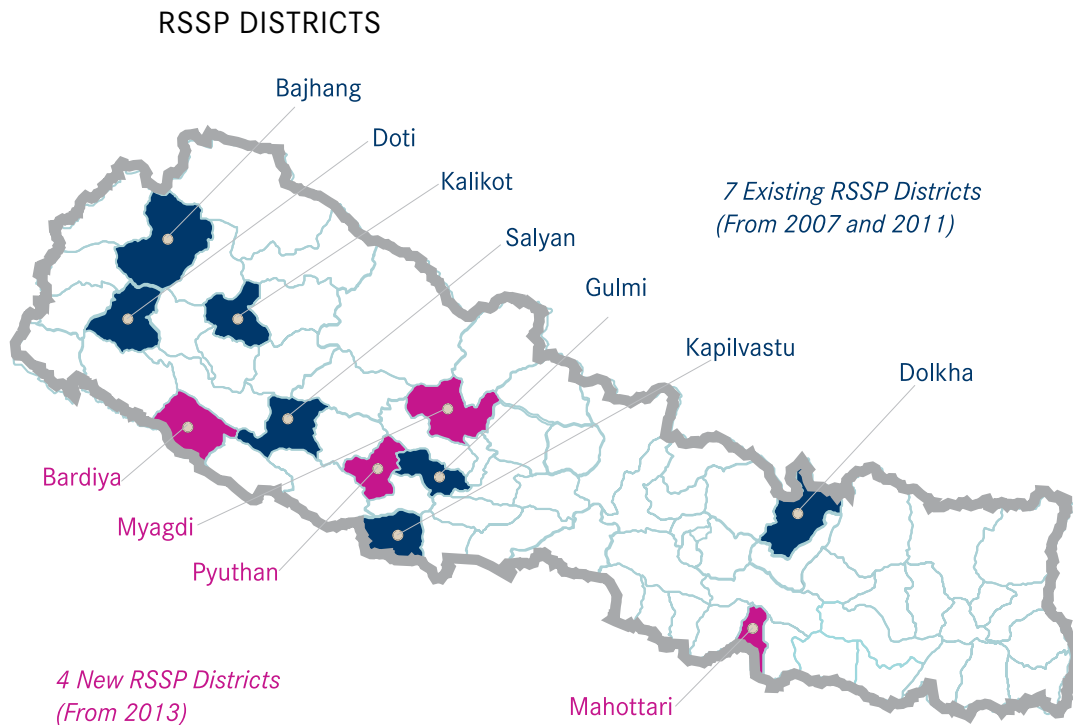 RSSP DISTRICTS
Bajhang
Doti
Kalikot
7 Existing RSSP Districts
(From 2007 and 2011)
Salyan
Gulmi
Kapilvastu
Dolkha
Bardiya
Myagdi
Pyuthan
4 New RSSP Districts
(From 2013)
Mahottari